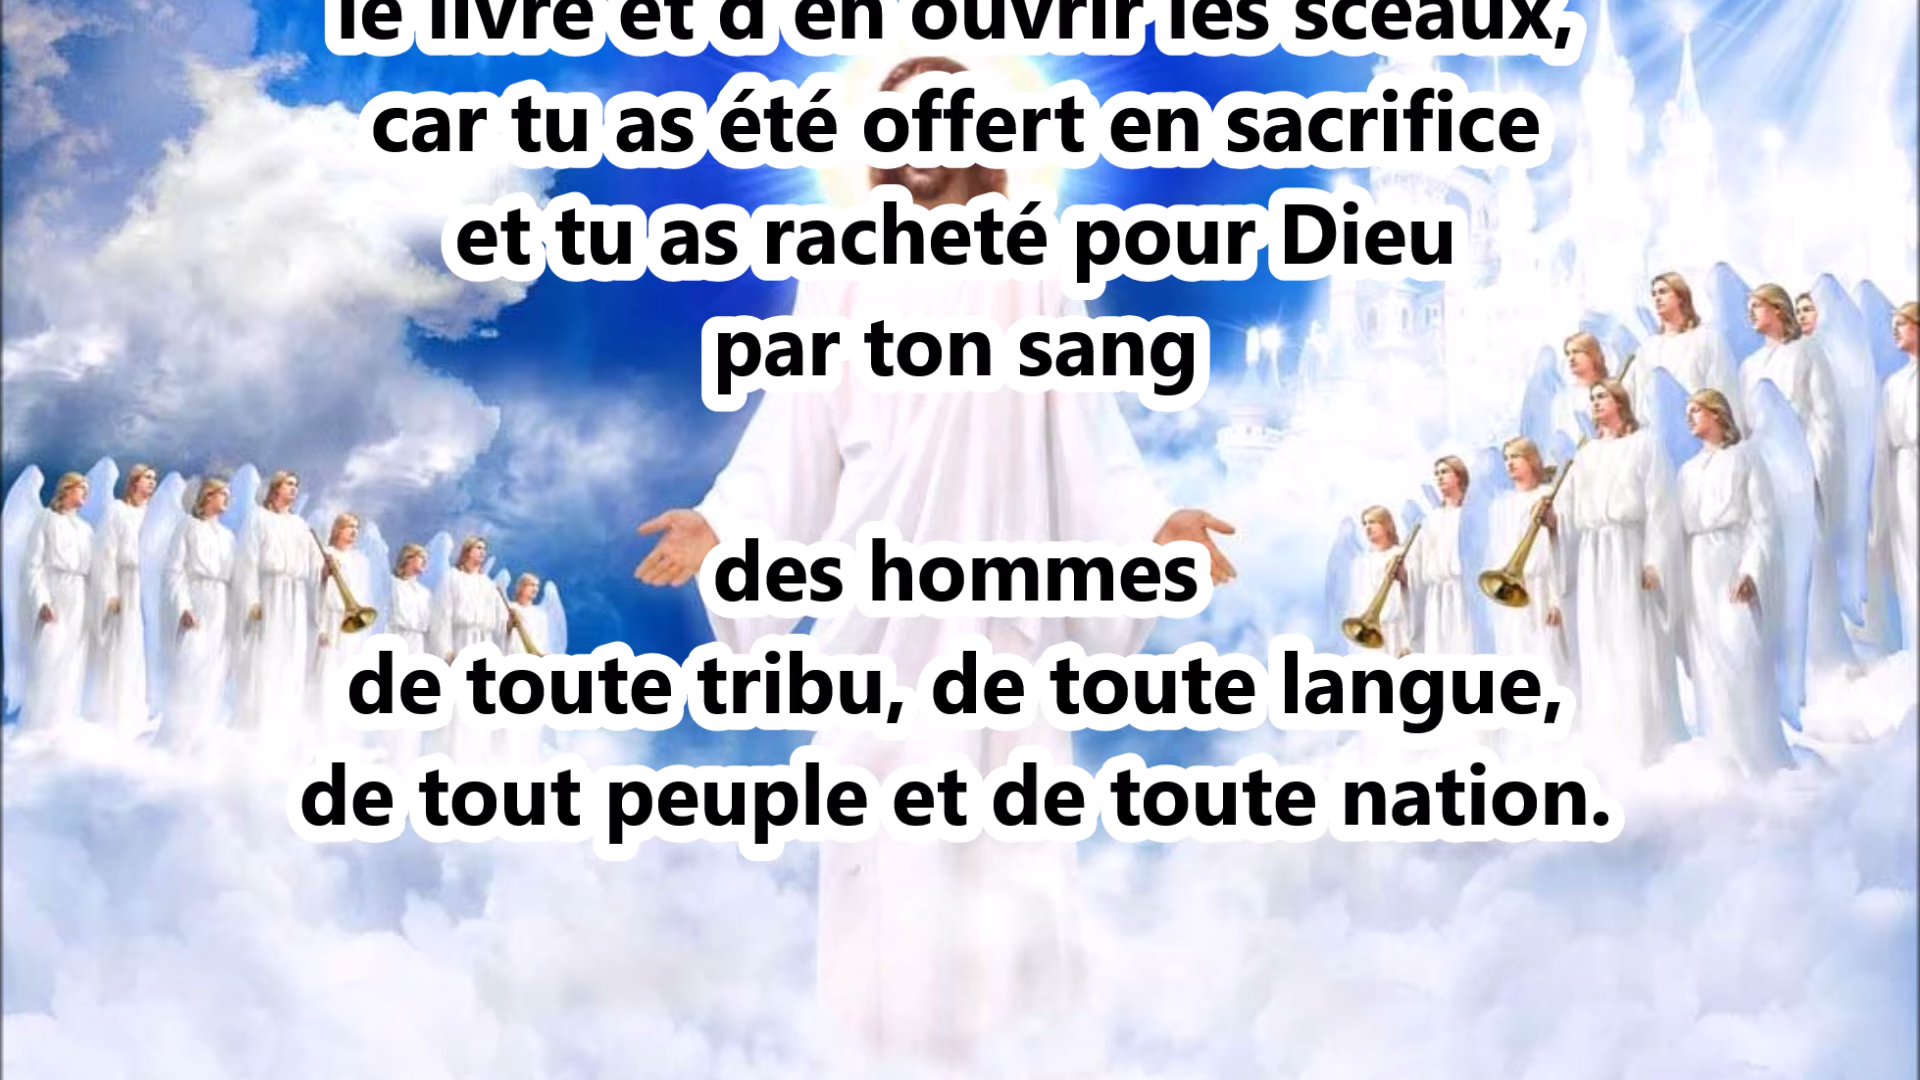 le livre et d'en ouvrir les sceaux,
car tu as été offert en sacrifice
et tu as racheté pour Dieu
par ton sang
des hommes
de toute tribu, de toute langue,
de tout peuple et de toute nation.